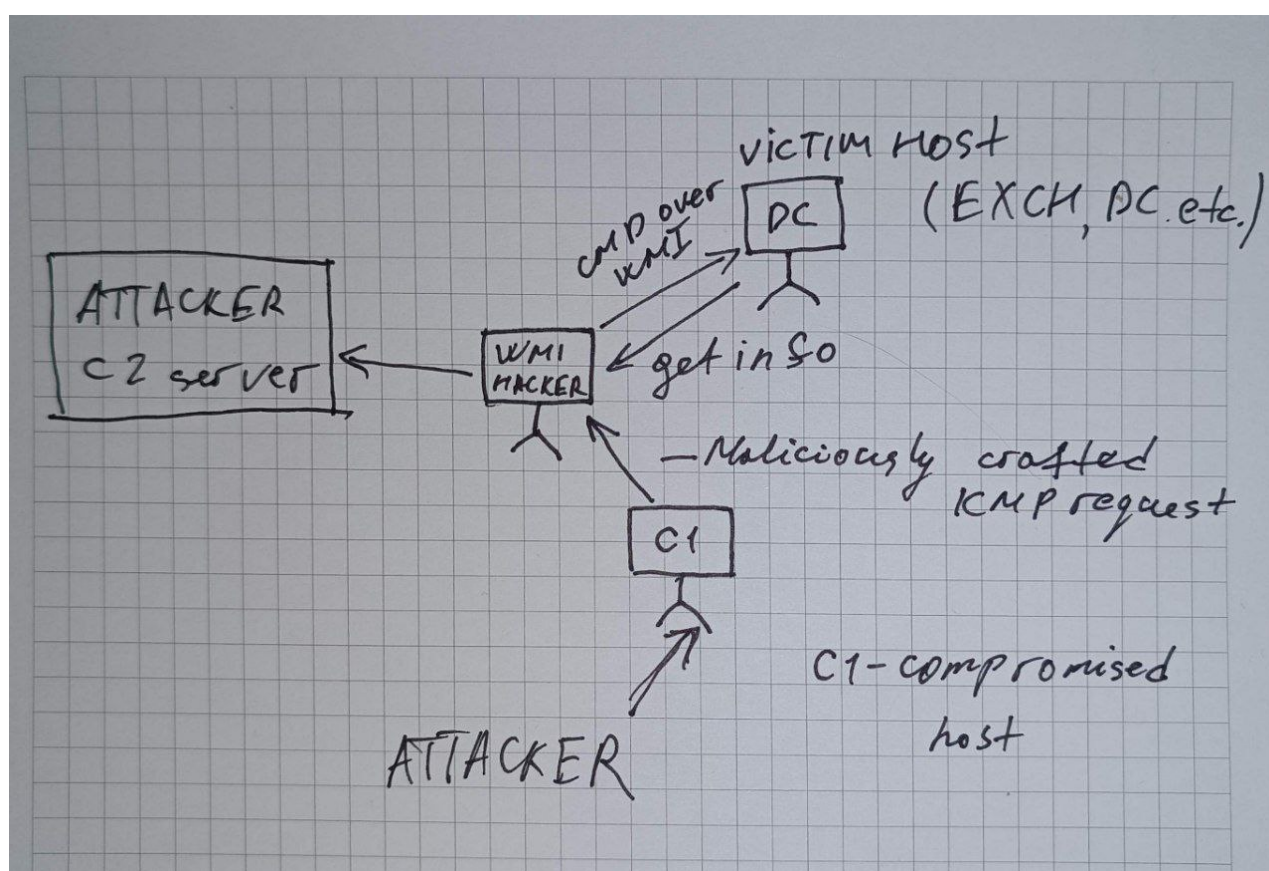 VICTIM HOST
(EXCH, DC. etc.)
DC
CMD over
WMI
ATTACKER
C2 server
WMI
HACKER
get info
– Maliciously crafted
ICMP request
C1
C1 - compromised
host
ATTACKER